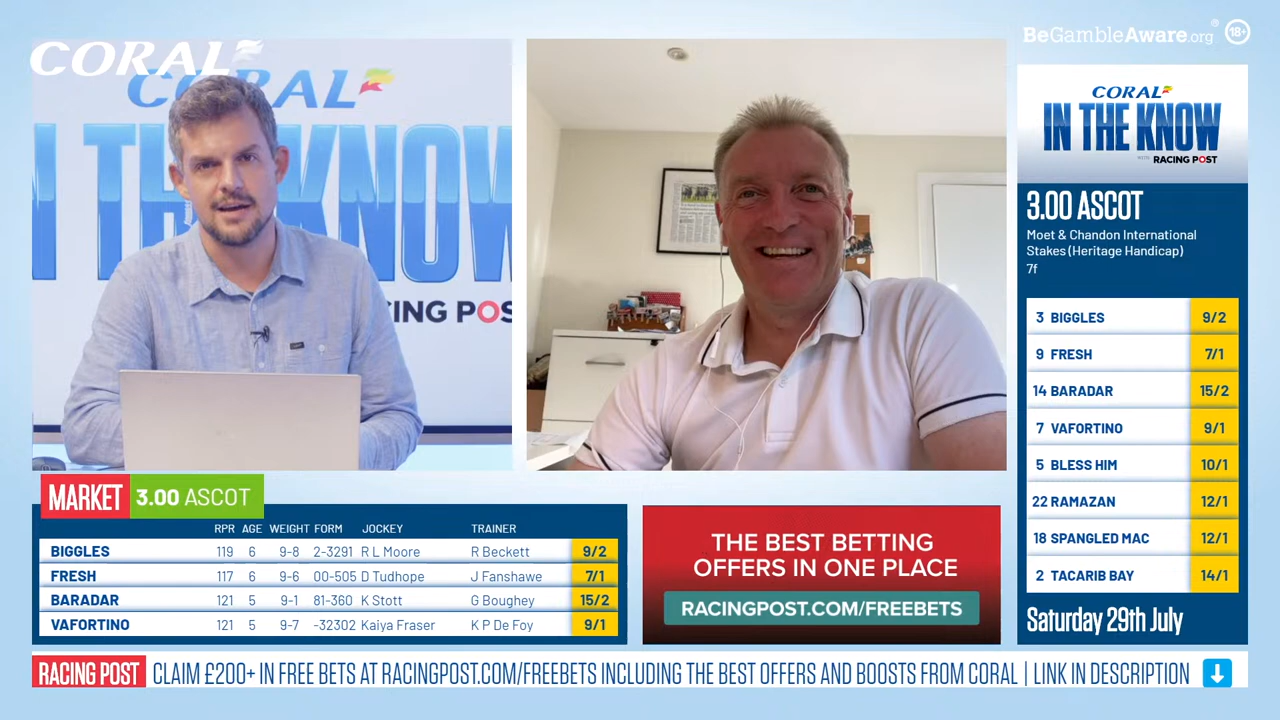 CORAL
CORAL
N THE KNOW
CING POST
BeGambleAware.org®
18+
CORAL
IN THE KNOW
WITH RACING POST
3.00 ASCOT
Moet & Chandon International
Stakes (Heritage Handicap)
7f
3 BIGGLES 9/2
9 FRESH 7/1
14 BARADAR 15/2
7 VAFORTINO 9/1
5 BLESS HIM 10/1
22 RAMAZAN 12/1
18 SPANGLED MAC 12/1
2 TACARIB BAY 14/1
Saturday 29th July
MARKET 3.00 ASCOT
RPR AGE WEIGHT FORM JOCKEY TRAINER
BIGGLES 119 6 9-8 2-3291 R L Moore R Beckett 9/2
FRESH 117 6 9-6 00-505 D Tudhope J Fanshawe 7/1
BARADAR 121 5 9-1 81-360 K Stott G Boughey 15/2
VAFORTINO 121 5 9-7 -32302 Kaiya Fraser K P De Foy 9/1
THE BEST BETTING
OFFERS IN ONE PLACE
RACINGPOST.COM/FREEBETS
RACING POST CLAIM £200+ IN FREE BETS AT RACINGPOST.COM/FREEBETS INCLUDING THE BEST OFFERS AND BOOSTS FROM CORAL | LINK IN DESCRIPTION